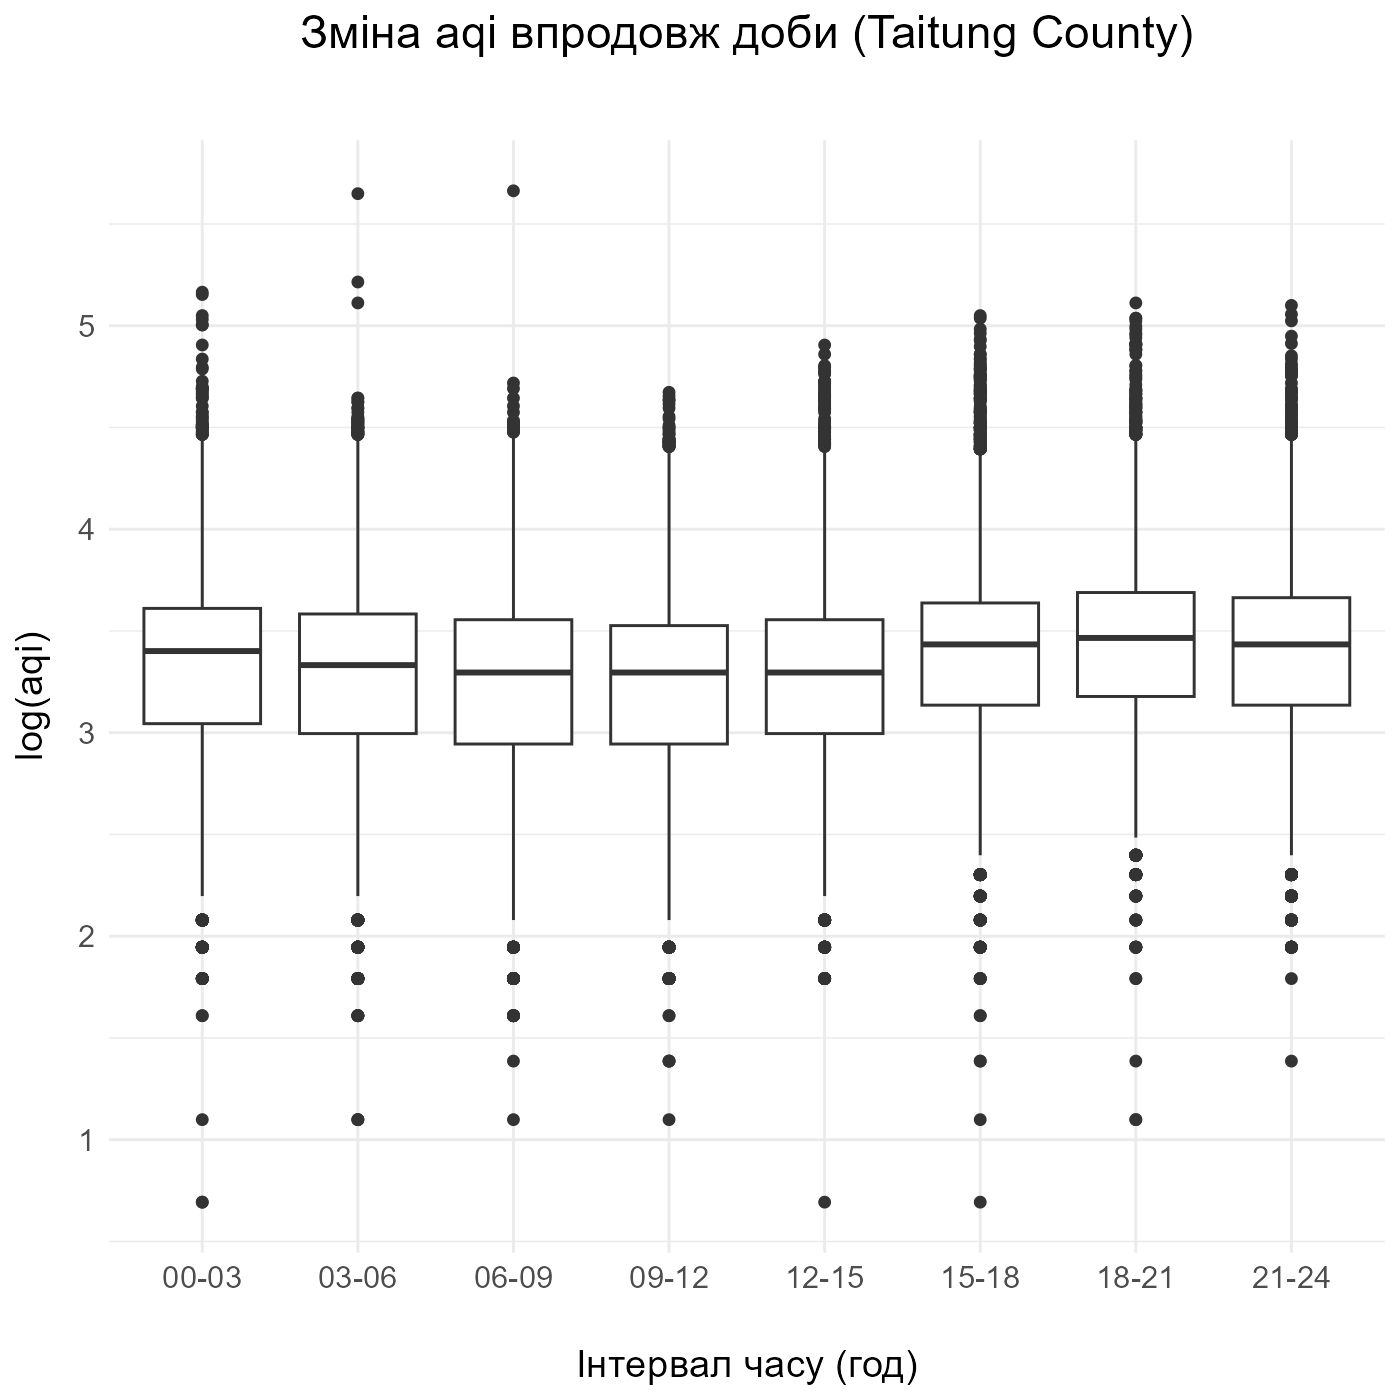 Зміна aqi впродовж доби (Taitung County)
log(aqi)
5
4
3
2
1
00-03 03-06 06-09 09-12 12-15 15-18 18-21 21-24
Інтервал часу (год)